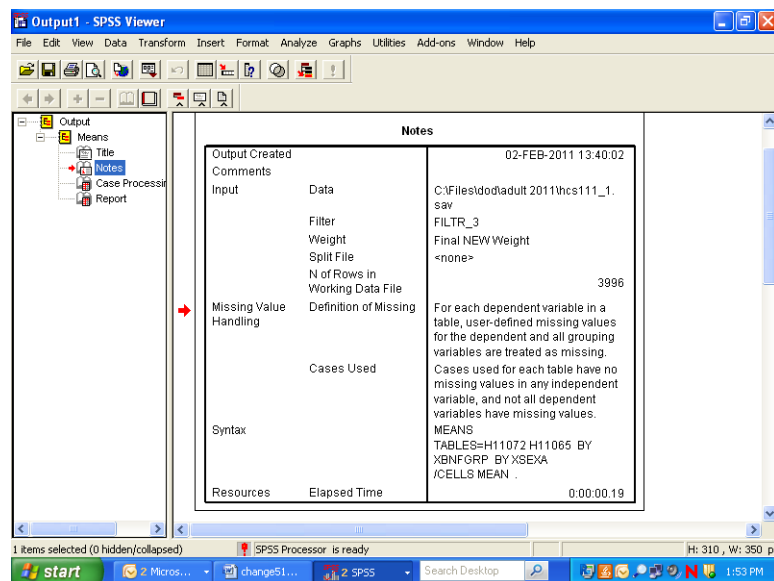 Output1 - SPSS Viewer
File Edit View Data Transform Insert Format Analyze Graphs Utilities Add-ons Window Help
Output
Means
Title
Notes
Case Processin
Report
Notes
Output Created 02-FEB-2011 13:40:02
Comments
Input Data C:\Files\dod\adult 2011\hcs111_1.
sav
Filter FILTR_3
Weight Final NEW Weight
Split File <none>
N of Rows in
Working Data File 3996
Missing Value
Handling
Definition of Missing For each dependent variable in a
table, user-defined missing values
for the dependent and all grouping
variables are treated as missing.
Cases Used Cases used for each table have no
missing values in any independent
variable, and not all dependent
variables have missing values.
Syntax MEANS
TABLES=H11072 H11065 BY
XBNFGRP BY XSEXA
/CELLS MEAN .
Resources Elapsed Time 0:00:00.19
1 items selected (0 hidden/collapsed) SPSS Processor is ready H: 310 , W: 350 p
start 2 Micros... change51... 2 SPSS Search Desktop 1:53 PM